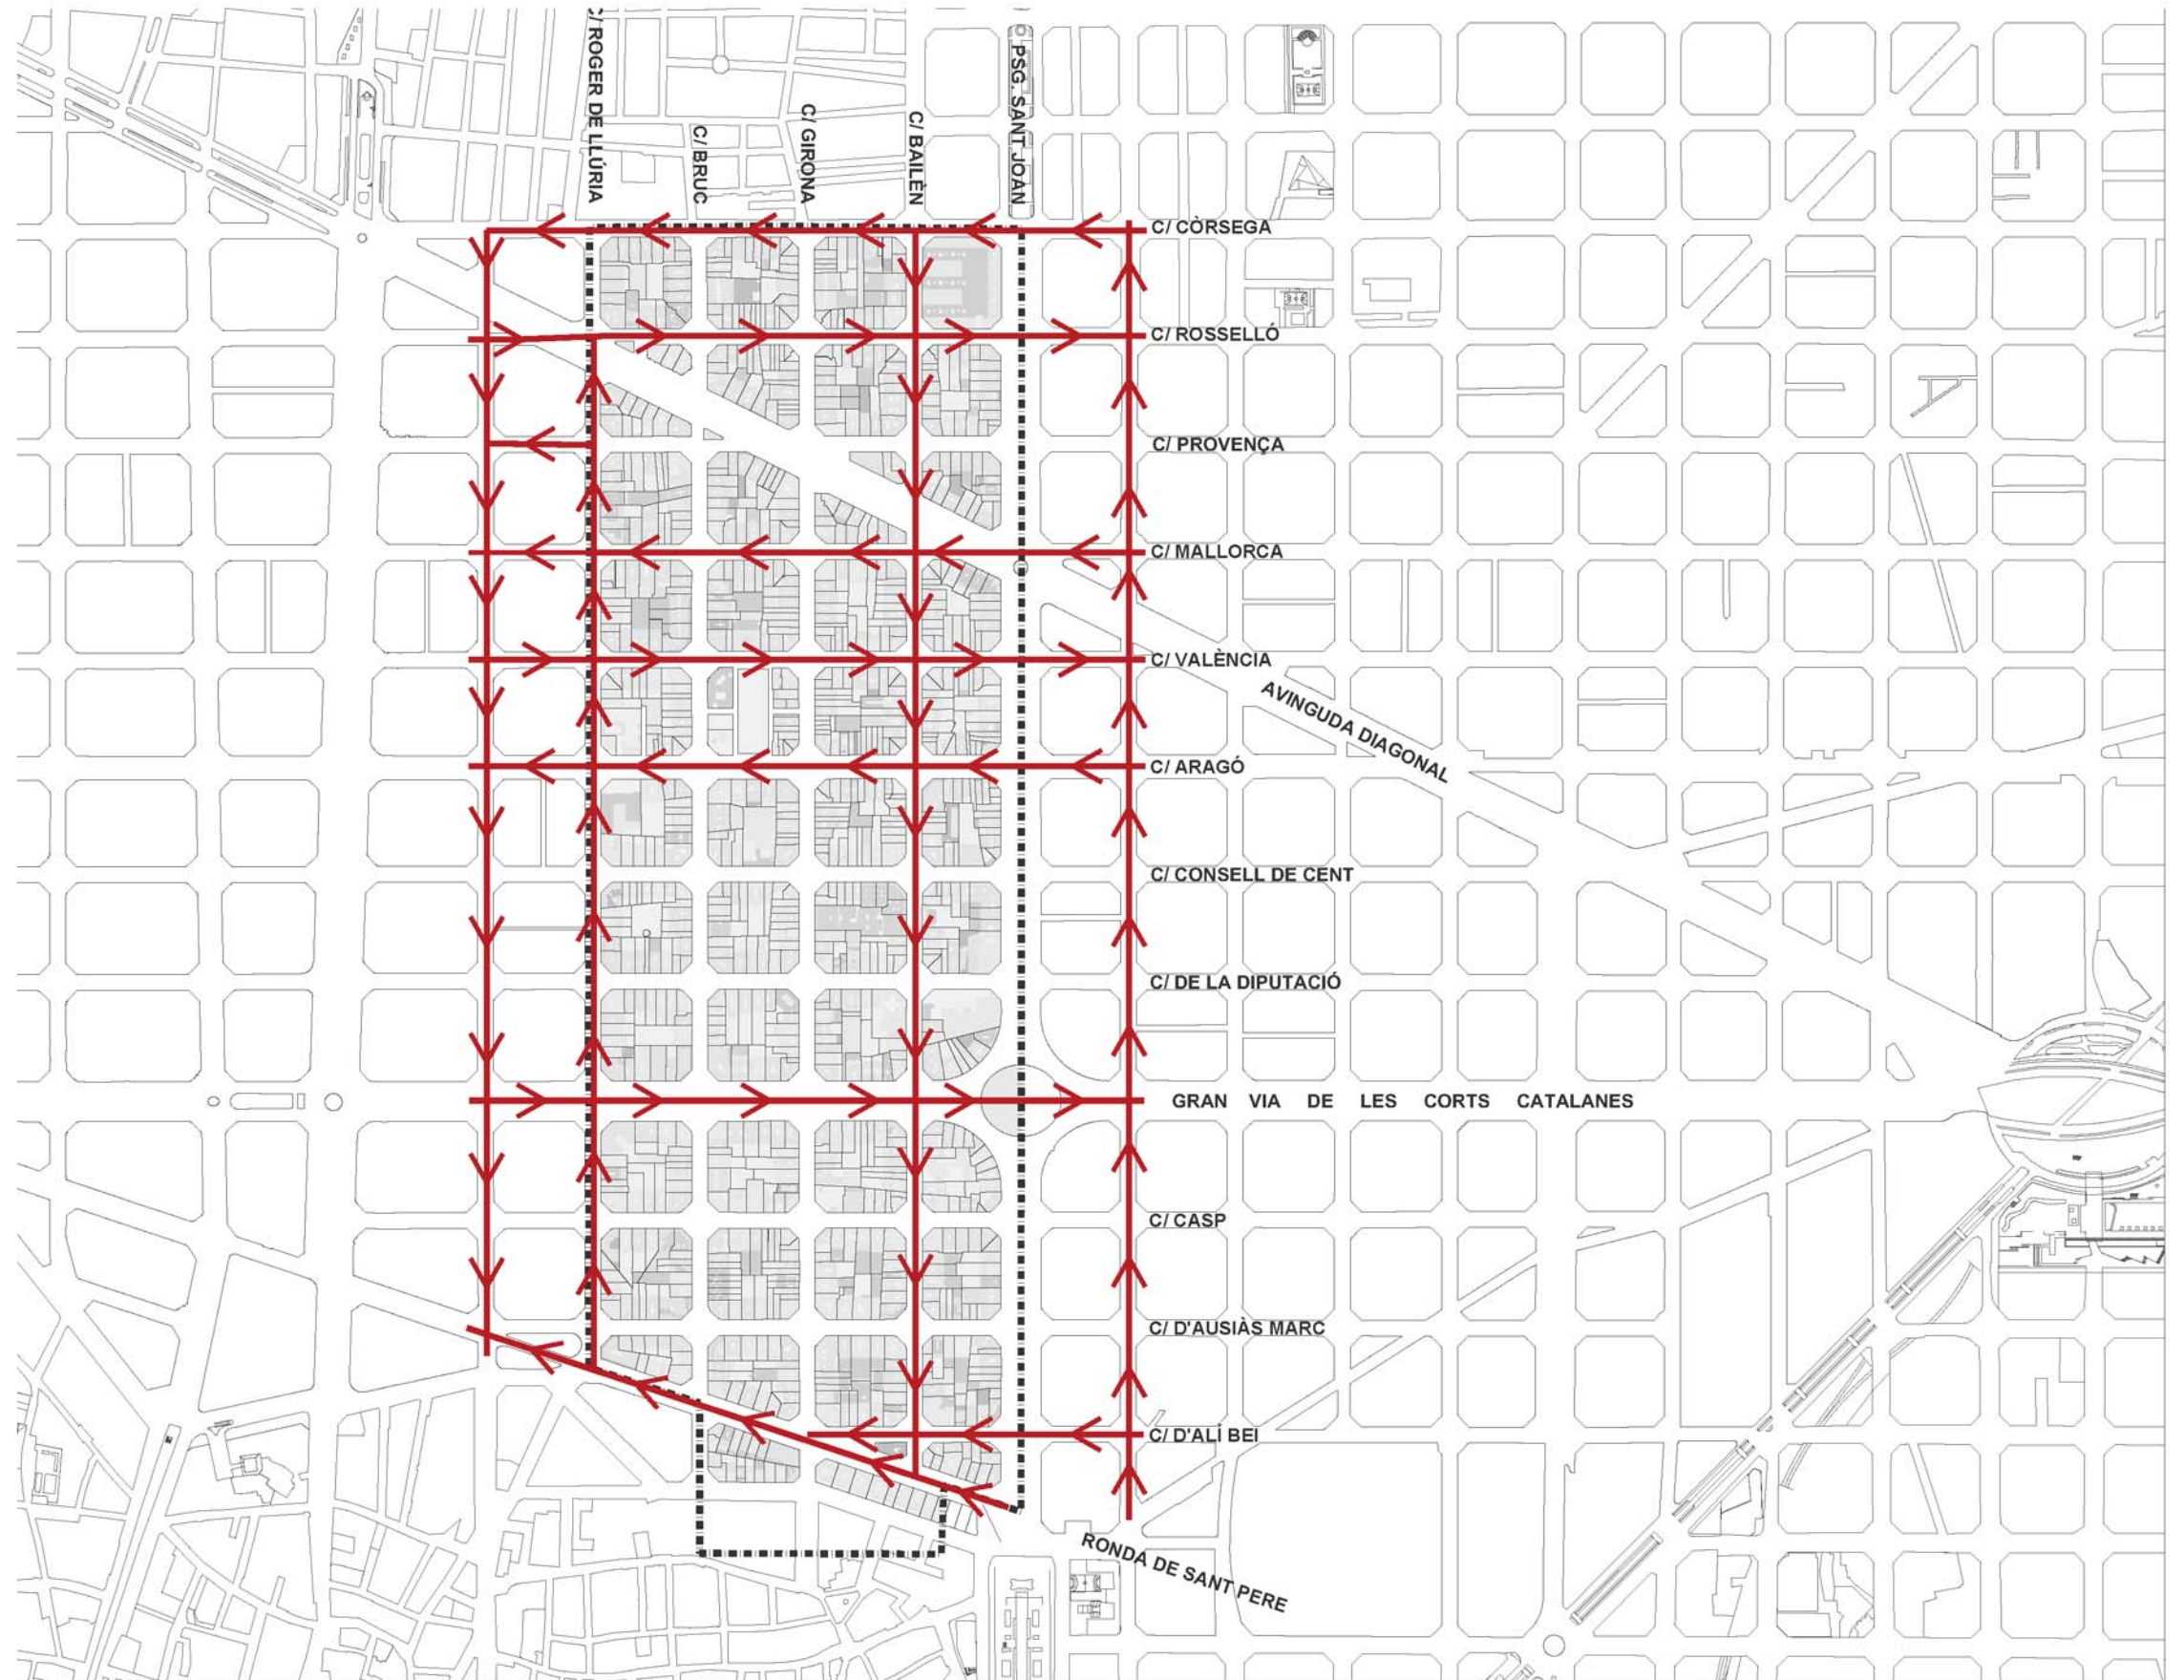 C/ ROGER DE LLÚRIA
C/ BRUC
C/ GIRONA
C/ BAILÈN
PSG. SANT JOAN
C/ CÒRSEGA
C/ ROSSELLÓ
C/ PROVENÇA
C/ MALLORCA
C/ VALÈNCIA
AVINGUDA DIAGONAL
C/ ARAGÓ
C/ CONSELL DE CENT
C/ DE LA DIPUTACIÓ
GRAN VIA DE LES CORTS CATALANES
C/ CASP
C/ D'AUSIÀS MARC
C/ D'ALÍ BEI
RONDA DE SANT PERE